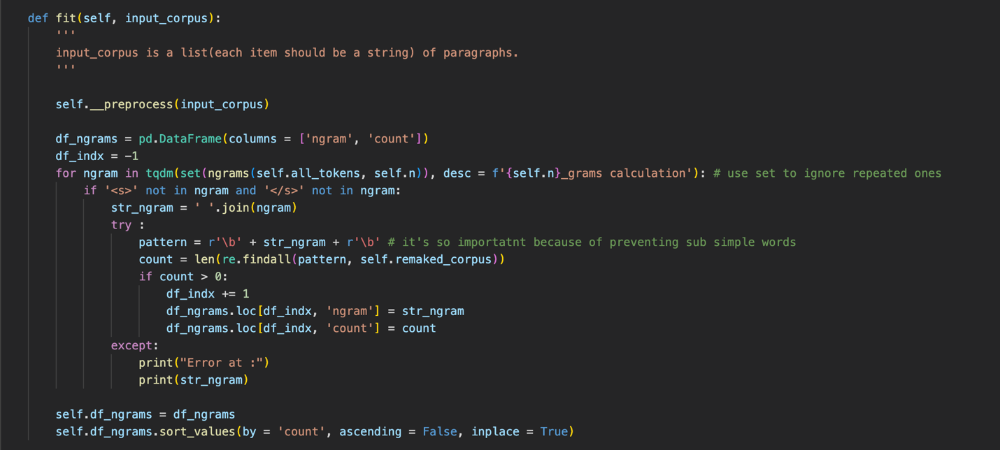 def fit(self, input_corpus):
    '''
    input_corpus is a list(each item should be a string) of paragraphs.
    '''
    self.__preprocess(input_corpus)
    df_ngrams = pd.DataFrame(columns = ['ngram', 'count'])
    df_indx = -1
    for ngram in tqdm(set(ngrams(self.all_tokens, self.n)), desc = f'{self.n}_grams calculation'): # use set to ignore repeated ones
        if '<s>' not in ngram and '</s>' not in ngram:
            str_ngram = ' '.join(ngram)
            try :
                pattern = r'\b' + str_ngram + r'\b' # it's so importatnt because of preventing sub simple words
                count = len(re.findall(pattern, self.remaked_corpus))
                if count > 0:
                    df_indx += 1
                    df_ngrams.loc[df_indx, 'ngram'] = str_ngram
                    df_ngrams.loc[df_indx, 'count'] = count
            except:
                print("Error at :")
                print(str_ngram)
    self.df_ngrams = df_ngrams
    self.df_ngrams.sort_values(by = 'count', ascending = False, inplace = True)